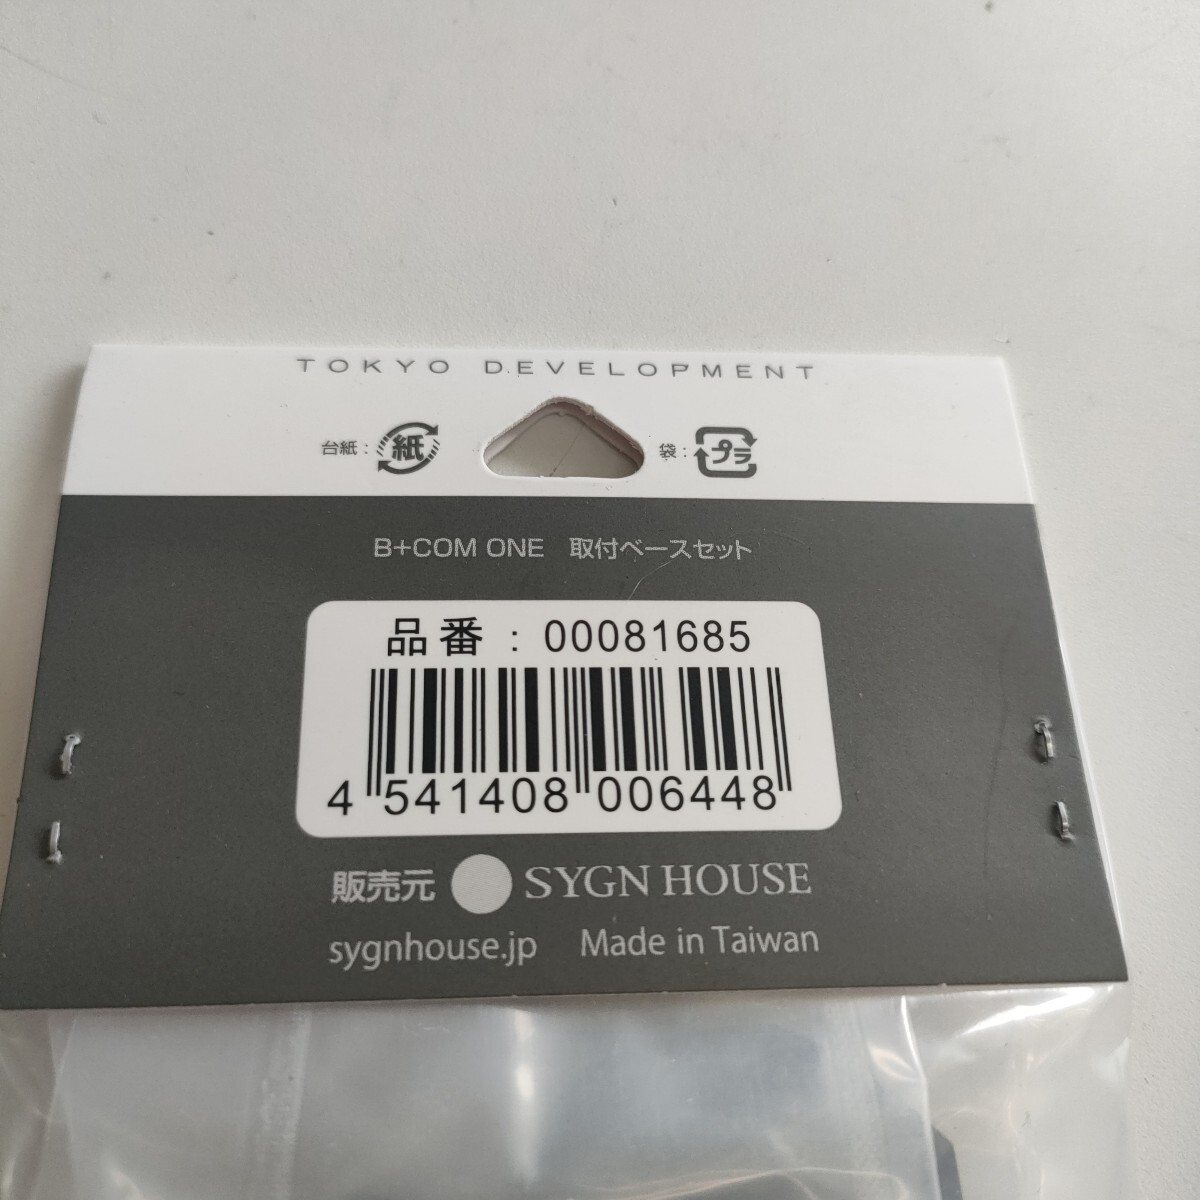 TOKYO DEVELOPMENT
台紙： 紙 袋： プラ
B+COM ONE 取付ベースセット
品番 : 00081685
4 541408 006448
販売元 SYGN HOUSE
sygnhouse.jp Made in Taiwan